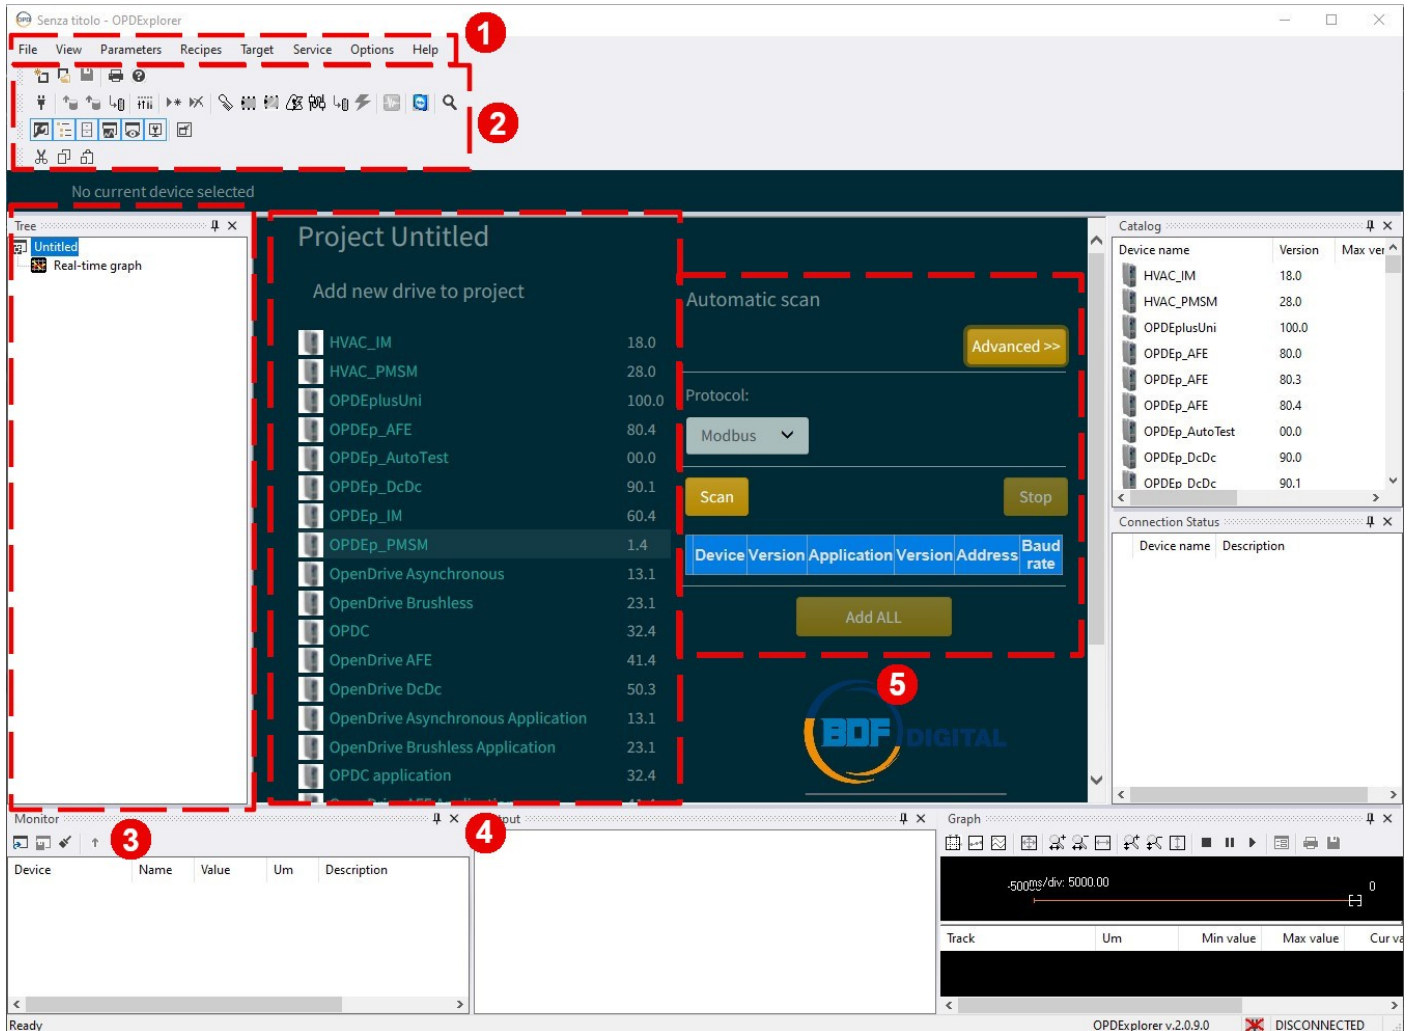 Senza titolo - OPDExplorer
1
File View Parameters Recipes Target Service Options Help
2
No current device selected
Tree
Untitled
Real-time graph
3
Project Untitled
Add new drive to project
HVAC_IM 18.0
HVAC_PMSM 28.0
OPDEplusUni 100.0
OPDEp_AFE 80.4
OPDEp_AutoTest 00.0
OPDEp_DcDc 90.1
OPDEp_IM 60.4
OPDEp_PMSM 1.4
OpenDrive Asynchronous 13.1
OpenDrive Brushless 23.1
OPDC 32.4
OpenDrive AFE 41.4
OpenDrive DcDc 50.3
OpenDrive Asynchronous Application 13.1
OpenDrive Brushless Application 23.1
OPDC application 32.4
4
Automatic scan
Advanced >>
Protocol:
Modbus
Scan Stop
Device Version Application Version Address Baud rate
Add ALL
5
BDF DIGITAL
Catalog
Device name Version Max ver
HVAC_IM 18.0
HVAC_PMSM 28.0
OPDEplusUni 100.0
OPDEp_AFE 80.0
OPDEp_AFE 80.3
OPDEp_AFE 80.4
OPDEp_AutoTest 00.0
OPDEp_DcDc 90.0
OPDEp_DcDc 90.1
Connection Status
Device name Description
Monitor
Device Name Value Um Description
Graph
-500 ms/div: 5000.00 0
Track Um Min value Max value Cur va
Ready
OPDExplorer v.2.0.9.0 DISCONNECTED